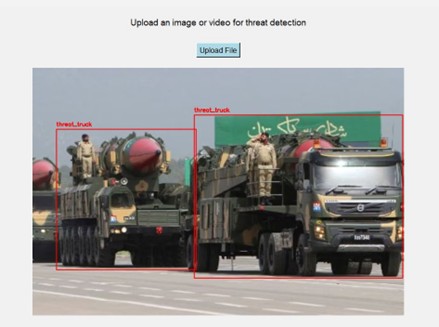 Upload an image or video for threat detection
Upload File
threat_truck
threat_truck